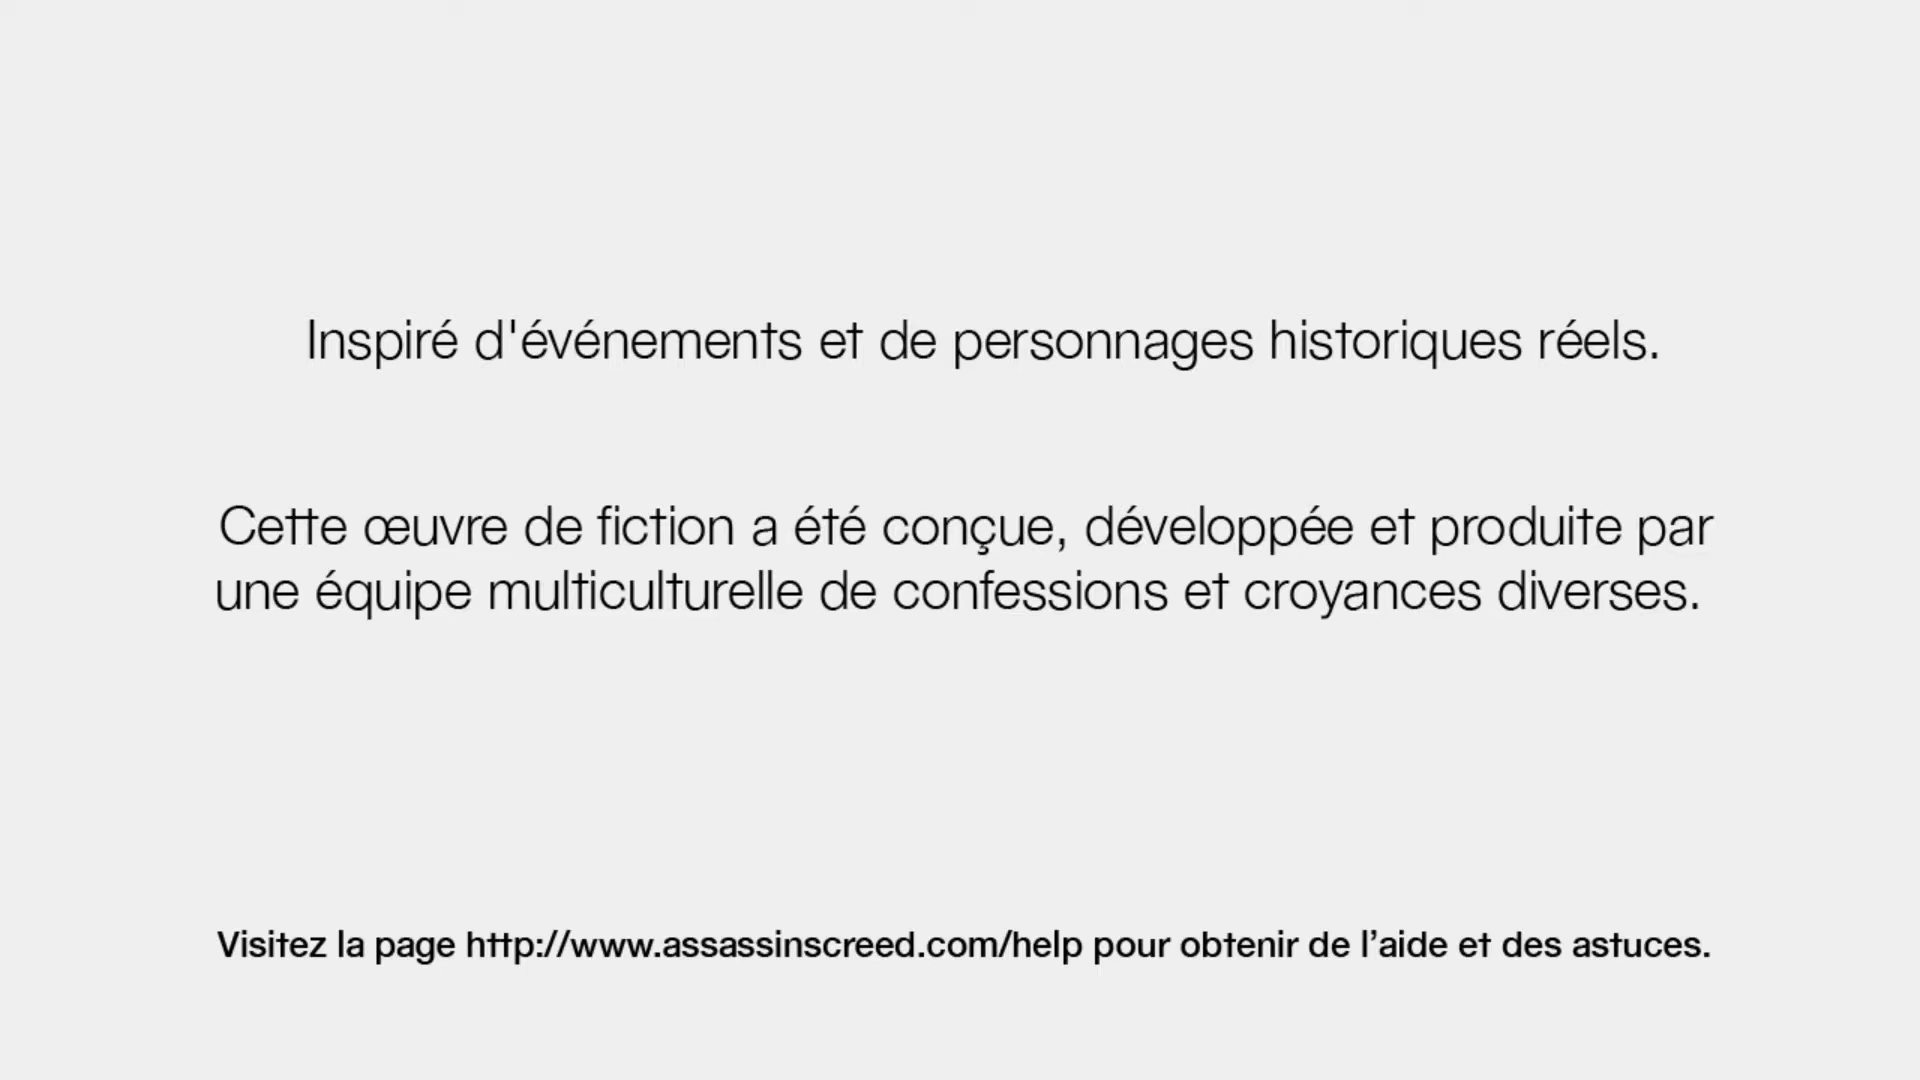 Inspiré d'événements et de personnages historiques réels.
Cette œuvre de fiction a été conçue, développée et produite par
une équipe multiculturelle de confessions et croyances diverses.
Visitez la page http://www.assassinscreed.com/help pour obtenir de l’aide et des astuces.